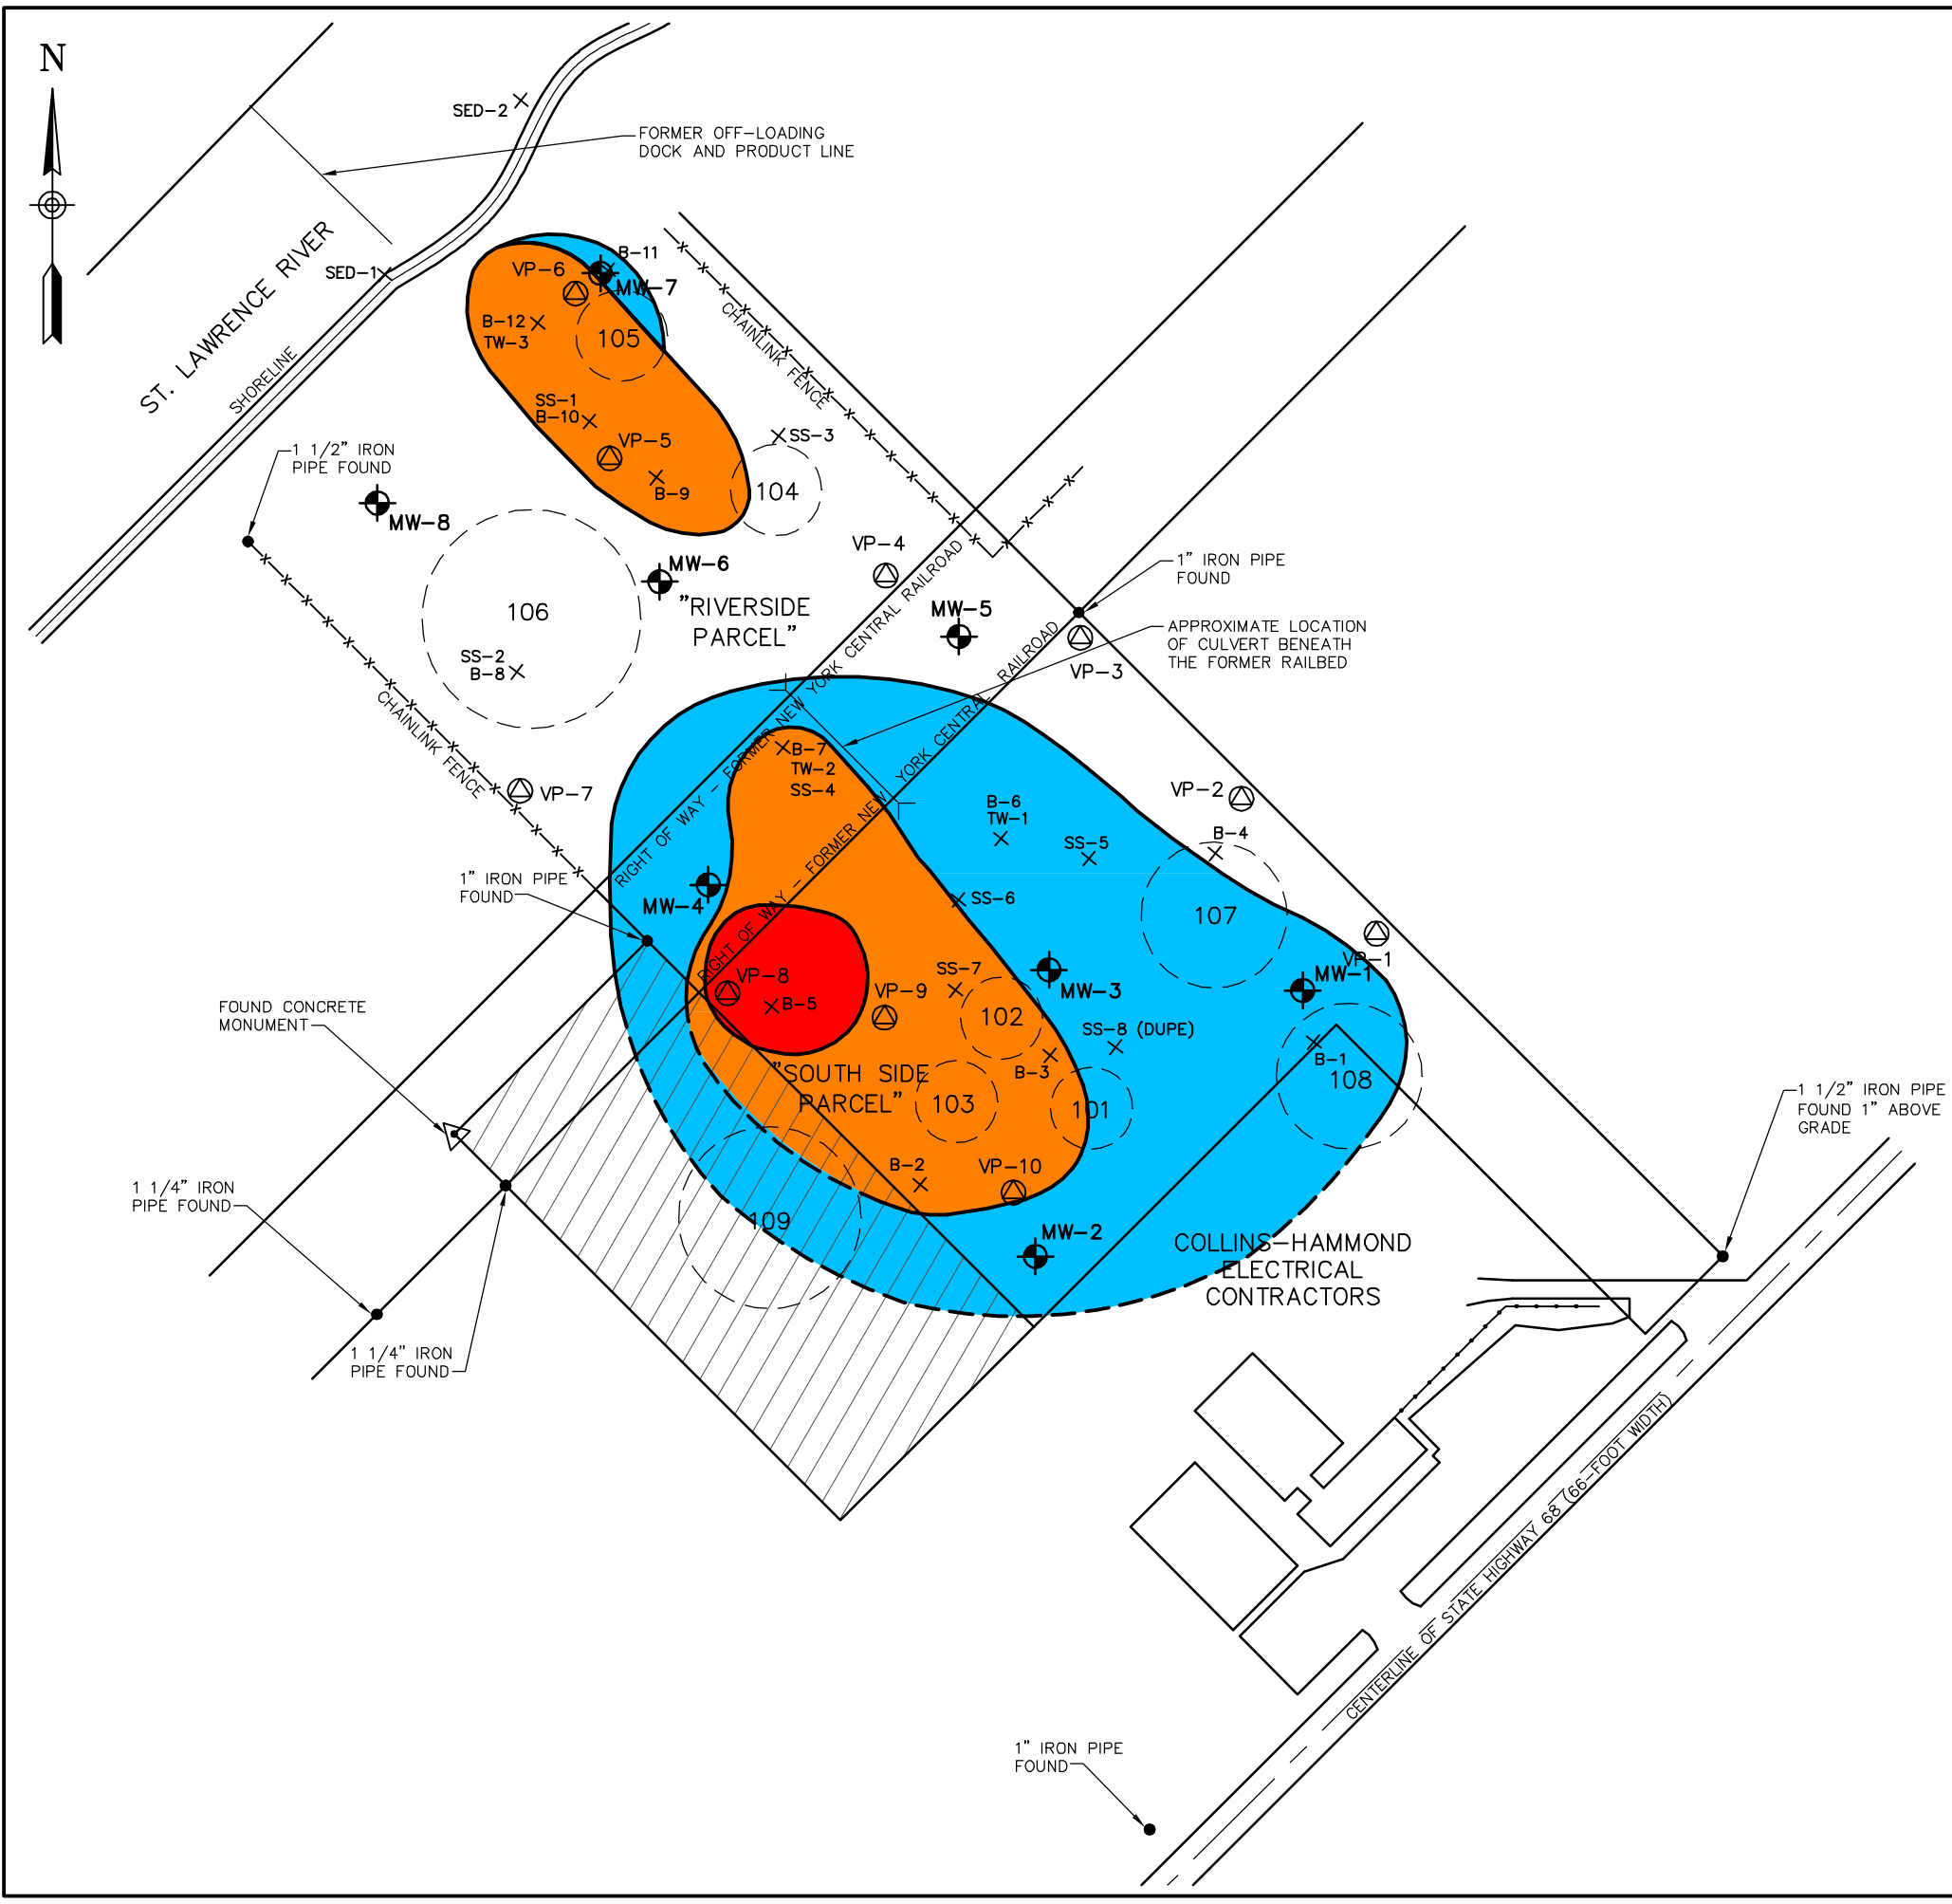 N
SED-2
FORMER OFF-LOADING
DOCK AND PRODUCT LINE
ST. LAWRENCE RIVER
SED-1
SHORELINE
B-11
VP-6
MW-7
B-12
TW-3
105
CHAINLINK FENCE
SS-1
B-10
VP-5
B-9
SS-3
104
1 1/2" IRON
PIPE FOUND
MW-8
MW-6
VP-4
1" IRON PIPE
FOUND
106
"RIVERSIDE
PARCEL"
MW-5
APPROXIMATE LOCATION
OF CULVERT BENEATH
THE FORMER RAILBED
SS-2
B-8
VP-3
CHAINLINK FENCE
RIGHT OF WAY - FORMER NEW YORK CENTRAL RAILROAD
RIGHT OF WAY - FORMER NEW YORK CENTRAL RAILROAD
B-7
TW-2
SS-4
VP-7
VP-2
B-6
TW-1
B-4
SS-5
1" IRON PIPE
FOUND
MW-4
SS-6
107
VP-1
VP-8
B-5
VP-9
SS-7
MW-3
MW-1
FOUND CONCRETE
MONUMENT
102
SS-8 (DUPE)
B-3
B-1
108
"SOUTH SIDE
PARCEL"
103
101
1 1/2" IRON PIPE
FOUND 1" ABOVE
GRADE
B-2
VP-10
1 1/4" IRON
PIPE FOUND
109
MW-2
COLLINS-HAMMOND
ELECTRICAL
CONTRACTORS
1 1/4" IRON
PIPE FOUND
CENTERLINE OF STATE HIGHWAY 68 (66-FOOT WIDTH)
1" IRON PIPE
FOUND